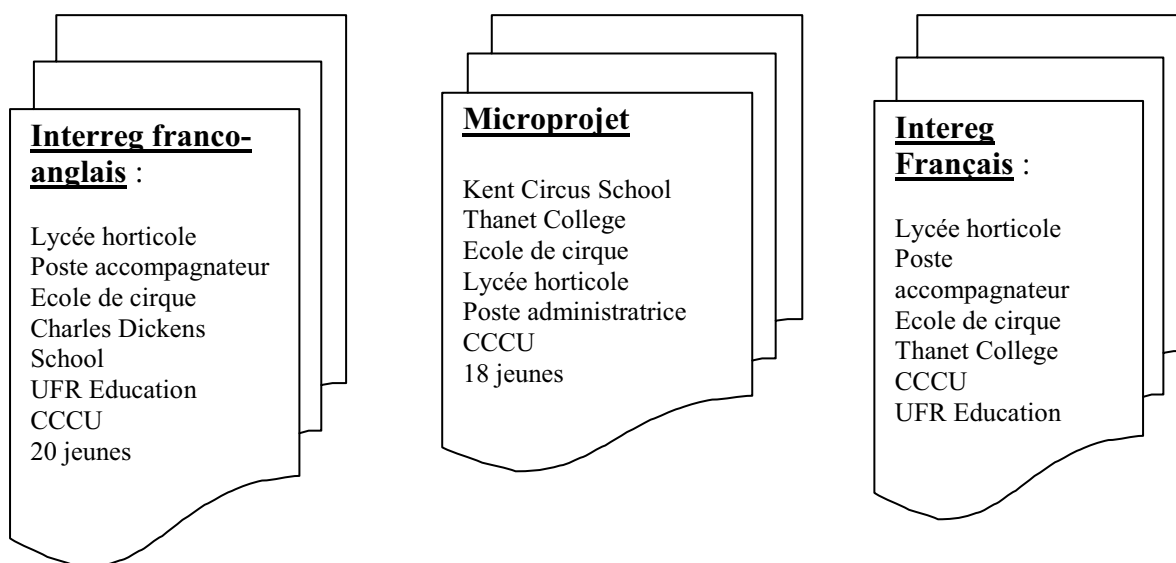 Interreg franco-
anglais :
Lycée horticole
Poste accompagnateur
Ecole de cirque
Charles Dickens
School
UFR Education
CCCU
20 jeunes
Microprojet
Kent Circus School
Thanet College
Ecole de cirque
Lycée horticole
Poste administratrice
CCCU
18 jeunes
Intereg
Français :
Lycée horticole
Poste
accompagnateur
Ecole de cirque
Thanet College
CCCU
UFR Education